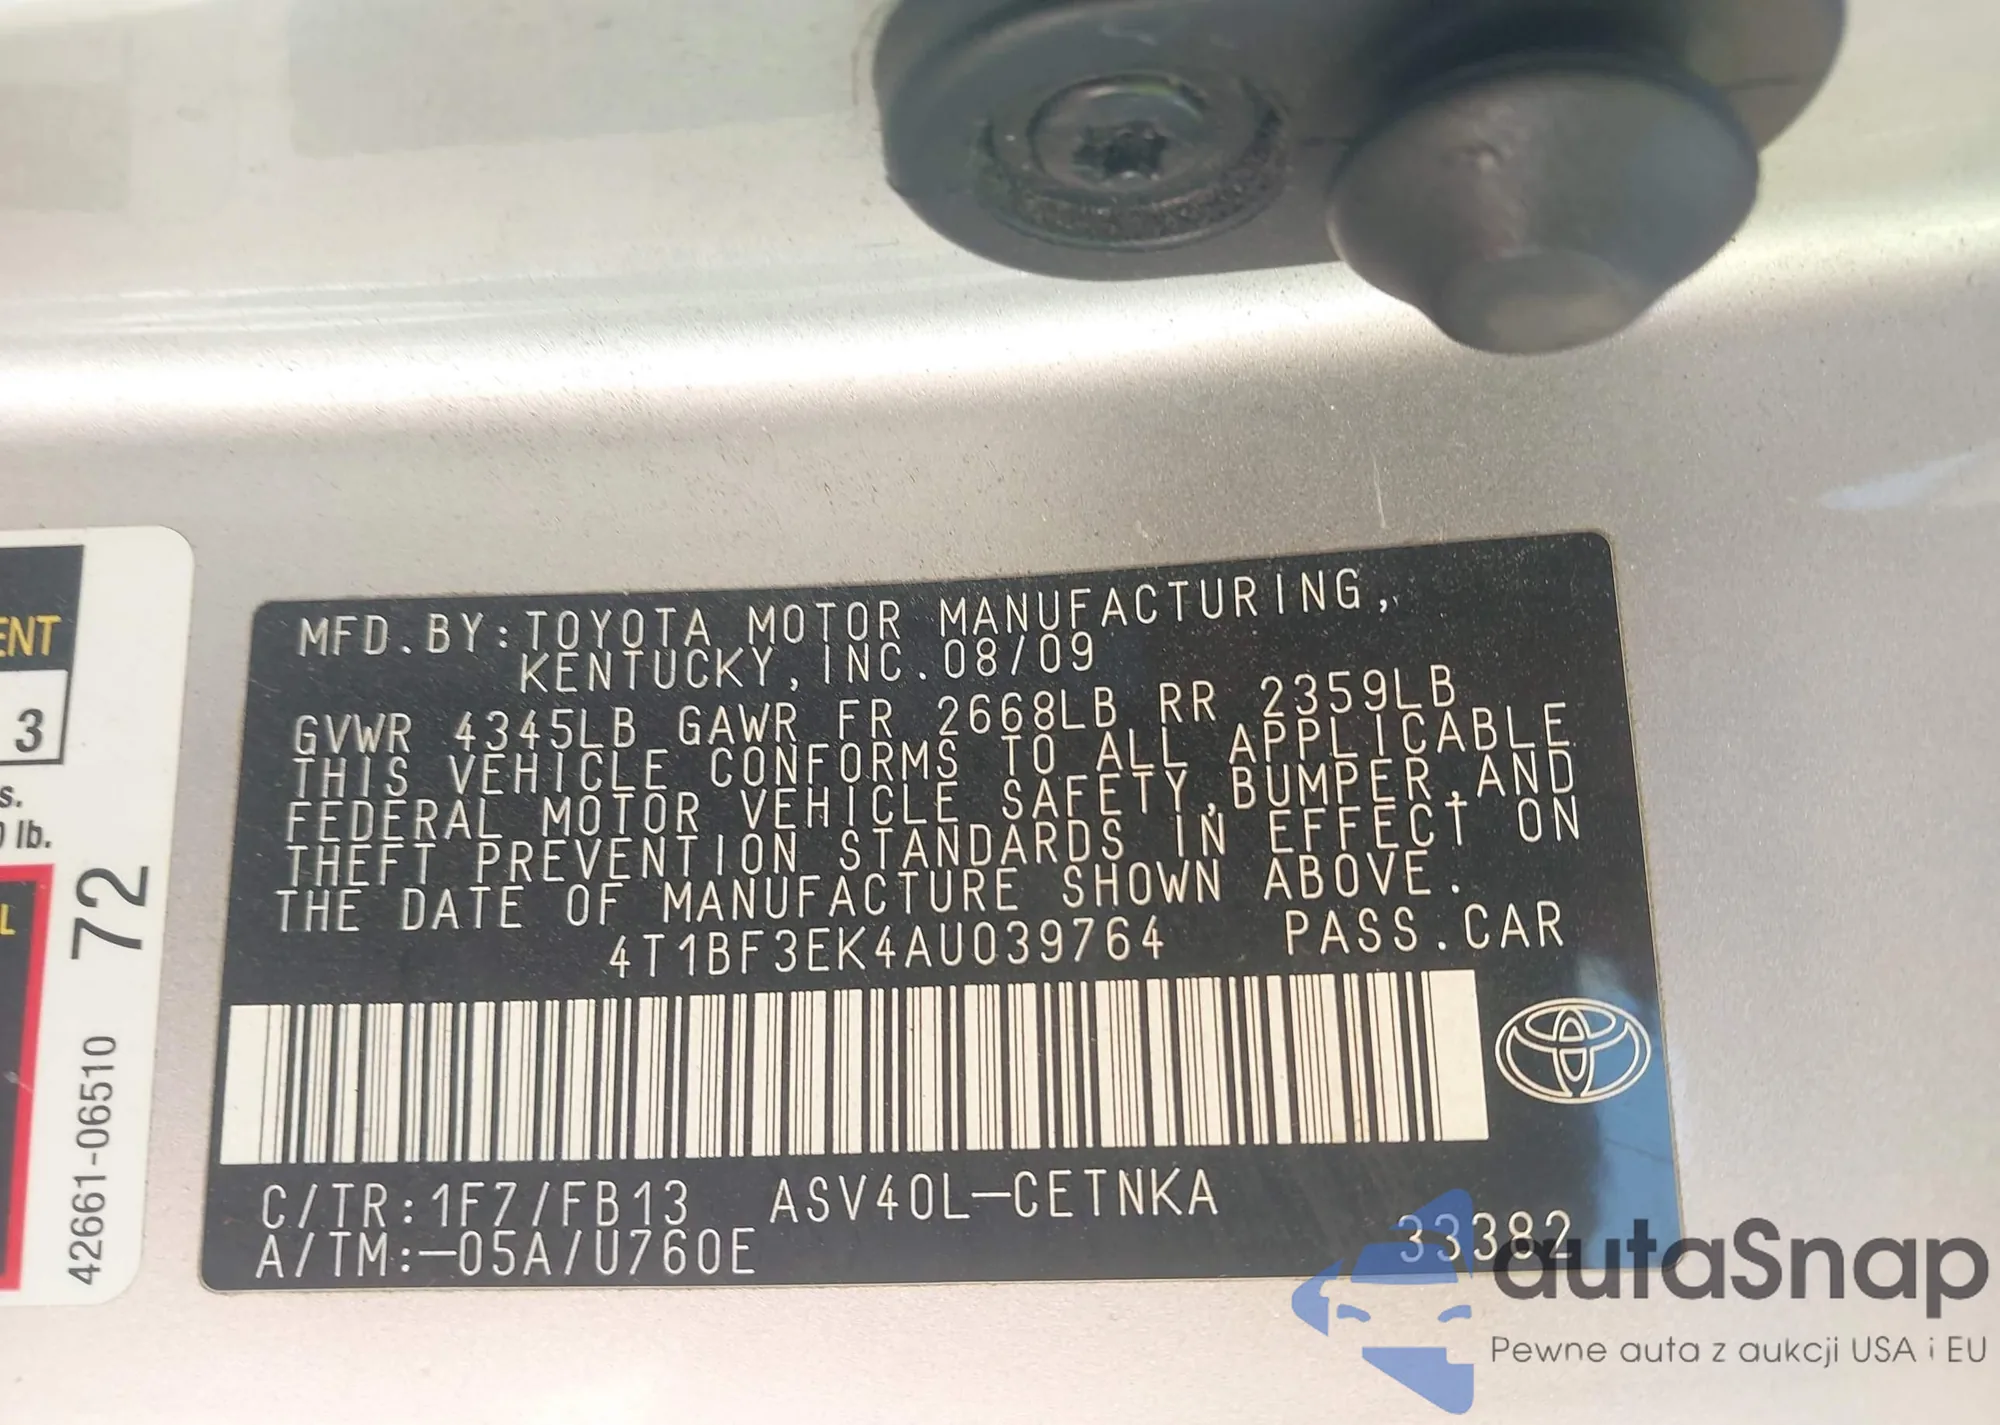 ENT
3
s.
0 lb.
L
72
42661-06510
MFD.BY:TOYOTA MOTOR MANUFACTURING,
KENTUCKY,INC.08/09
GVWR 4345LB GAWR FR 2668LB RR 2359LB
THIS VEHICLE CONFORMS TO ALL APPLICABLE
FEDERAL MOTOR VEHICLE SAFETY,BUMPER,AND
THEFT PREVENTION STANDARDS IN EFFECT ON
THE DATE OF MANUFACTURE SHOWN ABOVE.
4T1BF3EK4AU039764 PASS.CAR
C/TR:1F7/FB13 ASV40L-CETNKA
A/TM:-05A/U760E 33382
autaSnap
Pewne auta z aukcji USA i EU